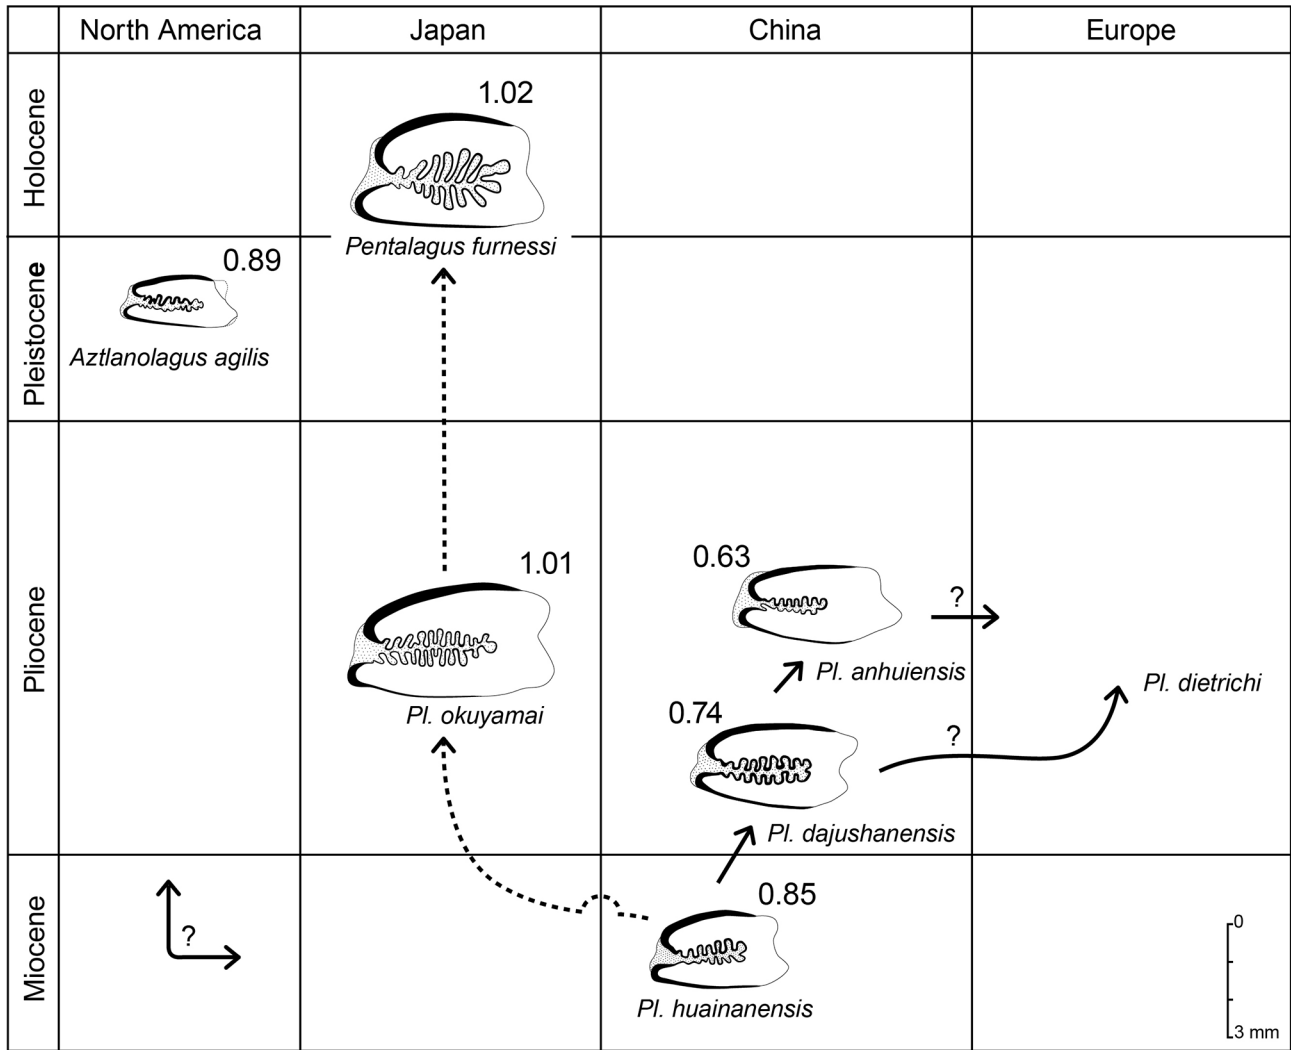 North America
Japan
China
Europe
Holocene
1.02
Pentalagus furnessi
Pleistocene
0.89
Aztlanolagus agilis
Pliocene
1.01
Pl. okuyamai
0.63
?
Pl. anhuiensis
0.74
?
Pl. dietrichi
Pl. dajushanensis
Miocene
?
0.85
Pl. huainanensis
0
3 mm